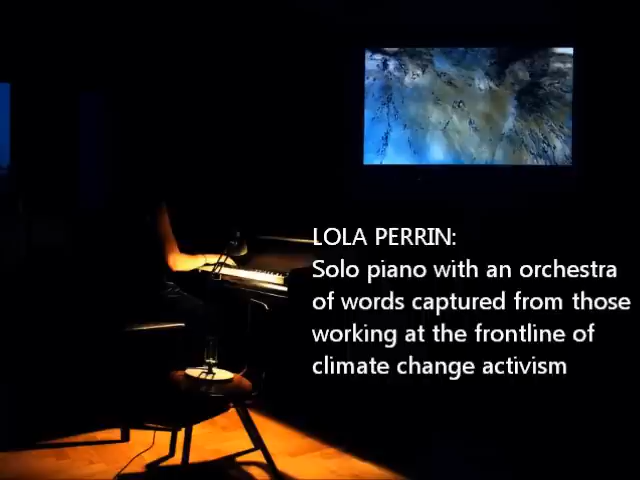 LOLA PERRIN:
Solo piano with an orchestra
of words captured from those
working at the frontline of
climate change activism